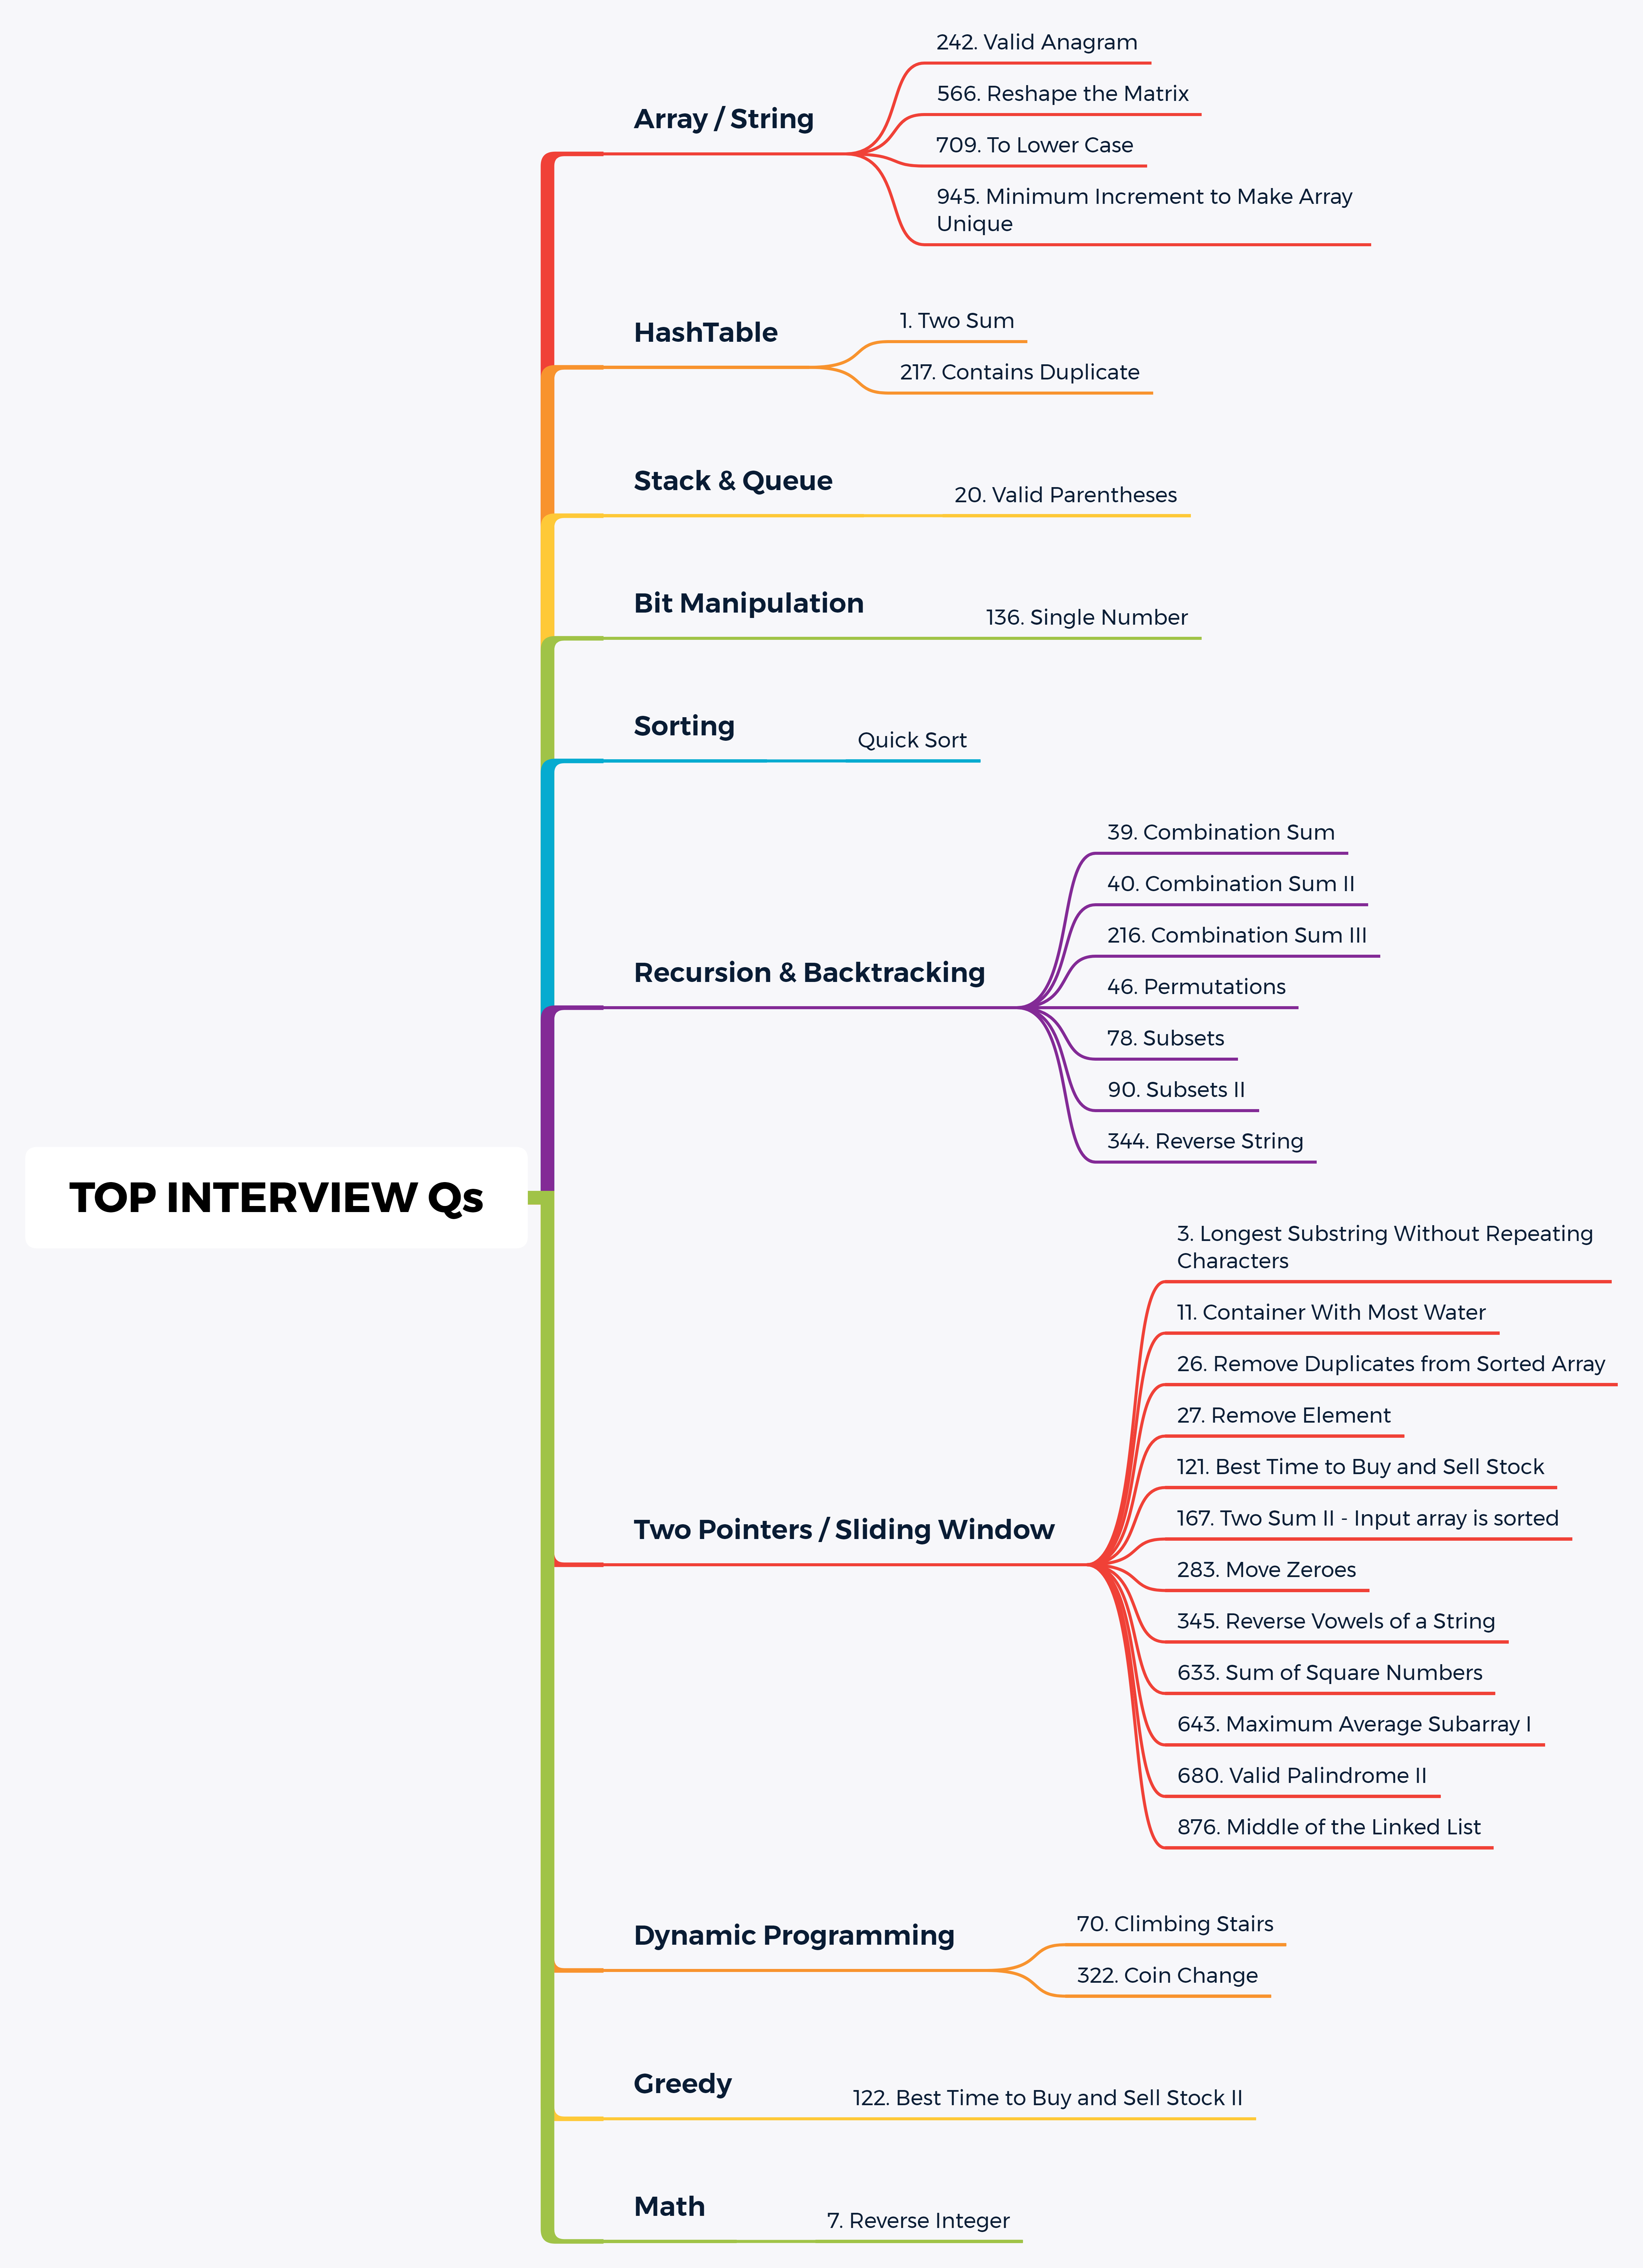 242. Valid Anagram
566. Reshape the Matrix
Array / String
709. To Lower Case
945. Minimum Increment to Make Array
Unique
1. Two Sum
HashTable
217. Contains Duplicate
Stack & Queue
20. Valid Parentheses
Bit Manipulation
136. Single Number
Sorting
Quick Sort
39. Combination Sum
40. Combination Sum II
216. Combination Sum III
Recursion & Backtracking
46. Permutations
78. Subsets
90. Subsets II
344. Reverse String
TOP INTERVIEW Qs
3. Longest Substring Without Repeating
Characters
11. Container With Most Water
26. Remove Duplicates from Sorted Array
27. Remove Element
121. Best Time to Buy and Sell Stock
167. Two Sum II - Input array is sorted
Two Pointers / Sliding Window
283. Move Zeroes
345. Reverse Vowels of a String
633. Sum of Square Numbers
643. Maximum Average Subarray I
680. Valid Palindrome II
876. Middle of the Linked List
70. Climbing Stairs
Dynamic Programming
322. Coin Change
Greedy
122. Best Time to Buy and Sell Stock II
Math
7. Reverse Integer